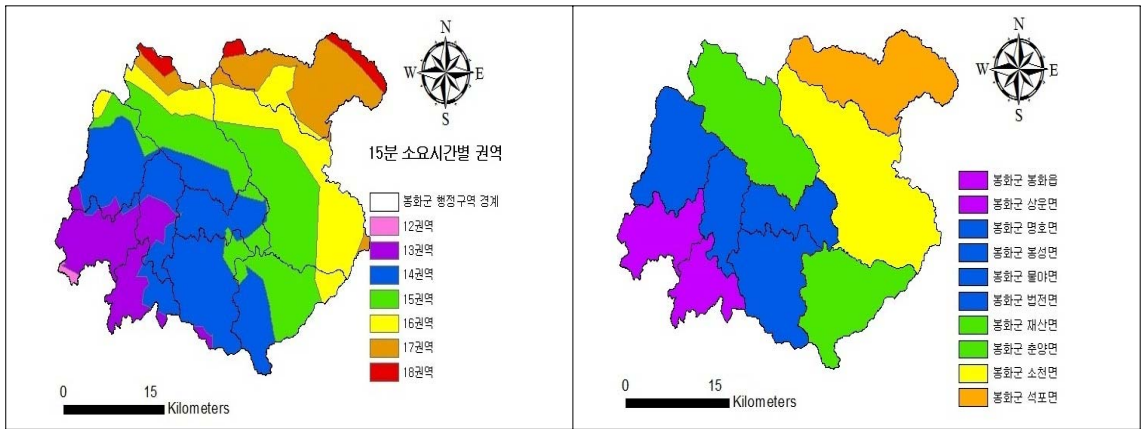 N
W E
S
15분 소요시간별 권역
봉화군 행정구역 경계
12권역
13권역
14권역
15권역
16권역
17권역
18권역
0 15
Kilometers
N
W E
S
봉화군 봉화읍
봉화군 상운면
봉화군 명호면
봉화군 봉성면
봉화군 물야면
봉화군 법전면
봉화군 재산면
봉화군 춘양면
봉화군 소천면
봉화군 석포면
0 15
Kilometers